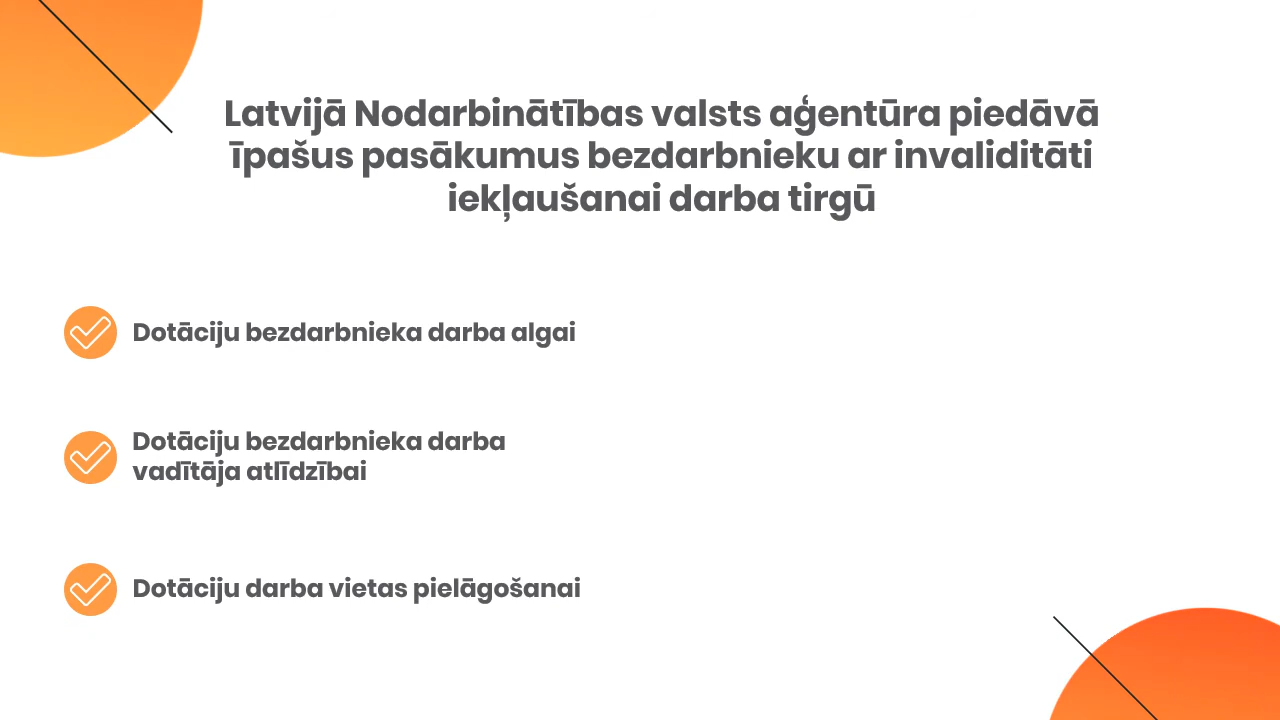 Latvijā Nodarbinātības valsts aģentūra piedāvā
īpašus pasākumus bezdarbnieku ar invaliditāti
iekļaušanai darba tirgū
Dotāciju bezdarbnieka darba algai
Dotāciju bezdarbnieka darba
vadītāja atlīdzībai
Dotāciju darba vietas pielāgošanai